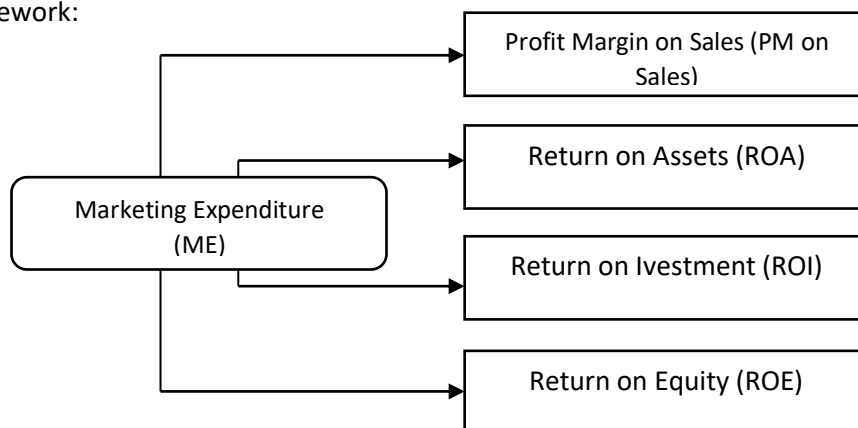 ework:
Profit Margin on Sales (PM on
Sales)
Return on Assets (ROA)
Marketing Expenditure
(ME)
Return on Ivestment (ROI)
Return on Equity (ROE)